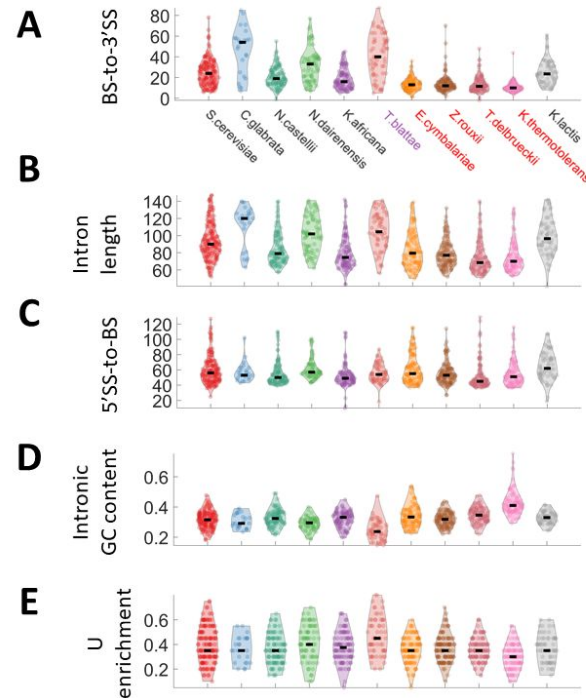 A
BS-to-3'SS
80
60
40
20
0
S.cerevisiae
C.glabrata
N.castellii
N.dairenensis
K.africana
T.blattae
E.cymbalariae
Z.rouxii
T.delbrueckii
K.thermotolerans
K.lactis
B
Intron
length
140
120
100
80
60
C
5'SS-to-BS
120
100
80
60
40
20
D
Intronic
GC content
0.6
0.4
0.2
E
U
enrichment
0.6
0.4
0.2